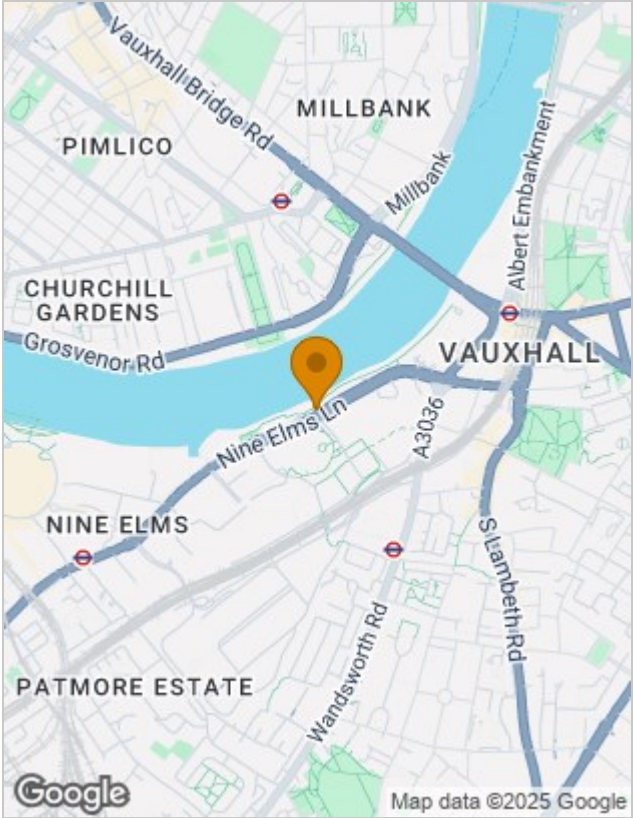 Vauxhall Bridge Rd
MILLBANK
PIMLICO
Millbank
Albert Embankment
CHURCHILL
GARDENS
Grosvenor Rd
VAUXHALL
Nine Elms Ln
A3036
NINE ELMS
S Lambeth Rd
Wandsworth Rd
PATMORE ESTATE
Google
Map data ©2025 Google